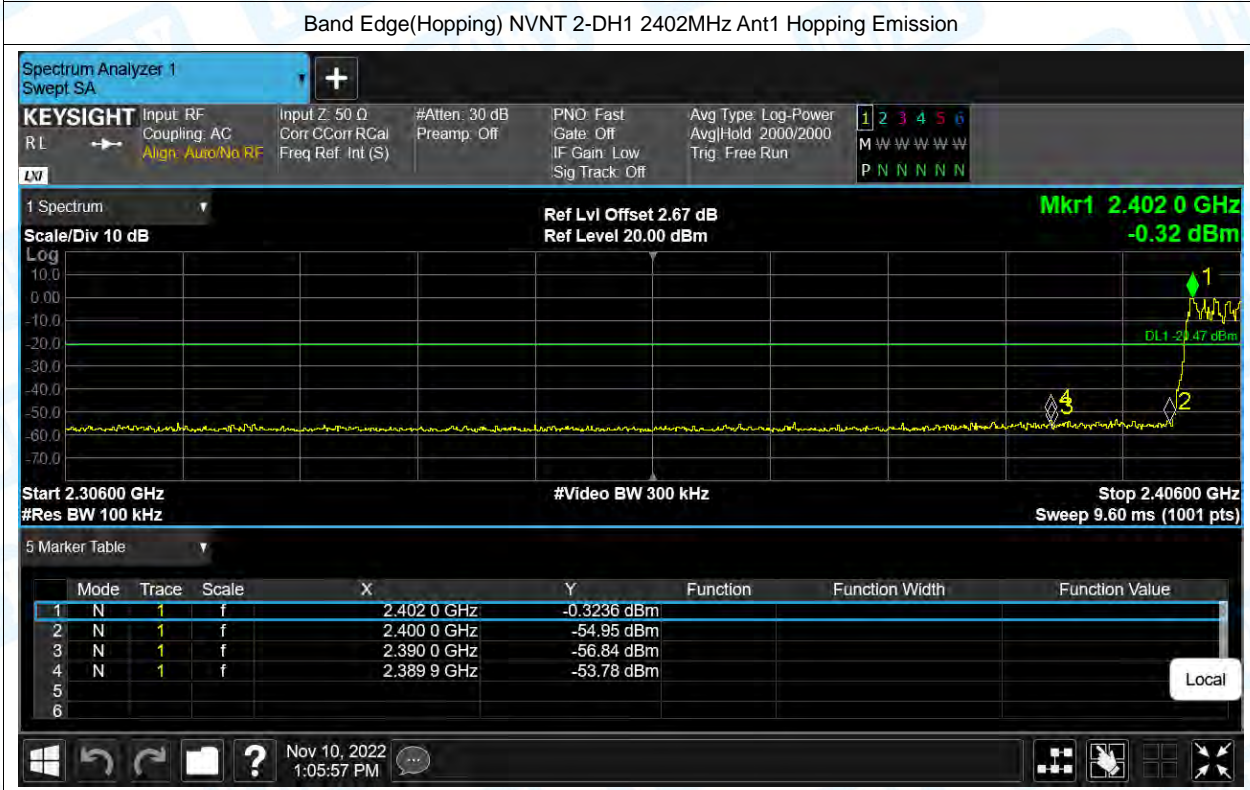 Band Edge(Hopping) NVNT 2-DH1 2402MHz Ant1 Hopping Emission
Spectrum Analyzer 1
Swept SA
+
KEYSIGHT
RL
LXI
Input: RF
Coupling: AC
Align: Auto/No RF
Input Z: 50 Ω
Corr CCorr RCal
Freq Ref: Int (S)
#Atten: 30 dB
Preamp: Off
PNO: Fast
Gate: Off
IF Gain: Low
Sig Track: Off
Avg Type: Log-Power
Avg|Hold: 2000/2000
Trig: Free Run
1 2 3 4 5 6
M W W W W W
P N N N N N
1 Spectrum
Scale/Div 10 dB
Ref Lvl Offset 2.67 dB
Ref Level 20.00 dBm
Mkr1 2.402 0 GHz
-0.32 dBm
Log
10.0
0.00
-10.0
-20.0
-30.0
-40.0
-50.0
-60.0
-70.0
1
DL1 -20.47 dBm
4
3
2
Start 2.30600 GHz
#Res BW 100 kHz
#Video BW 300 kHz
Stop 2.40600 GHz
Sweep 9.60 ms (1001 pts)
5 Marker Table
Mode Trace Scale X Y Function Function Width Function Value
1 N 1 f 2.402 0 GHz -0.3236 dBm
2 N 1 f 2.400 0 GHz -54.95 dBm
3 N 1 f 2.390 0 GHz -56.84 dBm
4 N 1 f 2.389 9 GHz -53.78 dBm
5
6
Local
?
Nov 10, 2022
1:05:57 PM